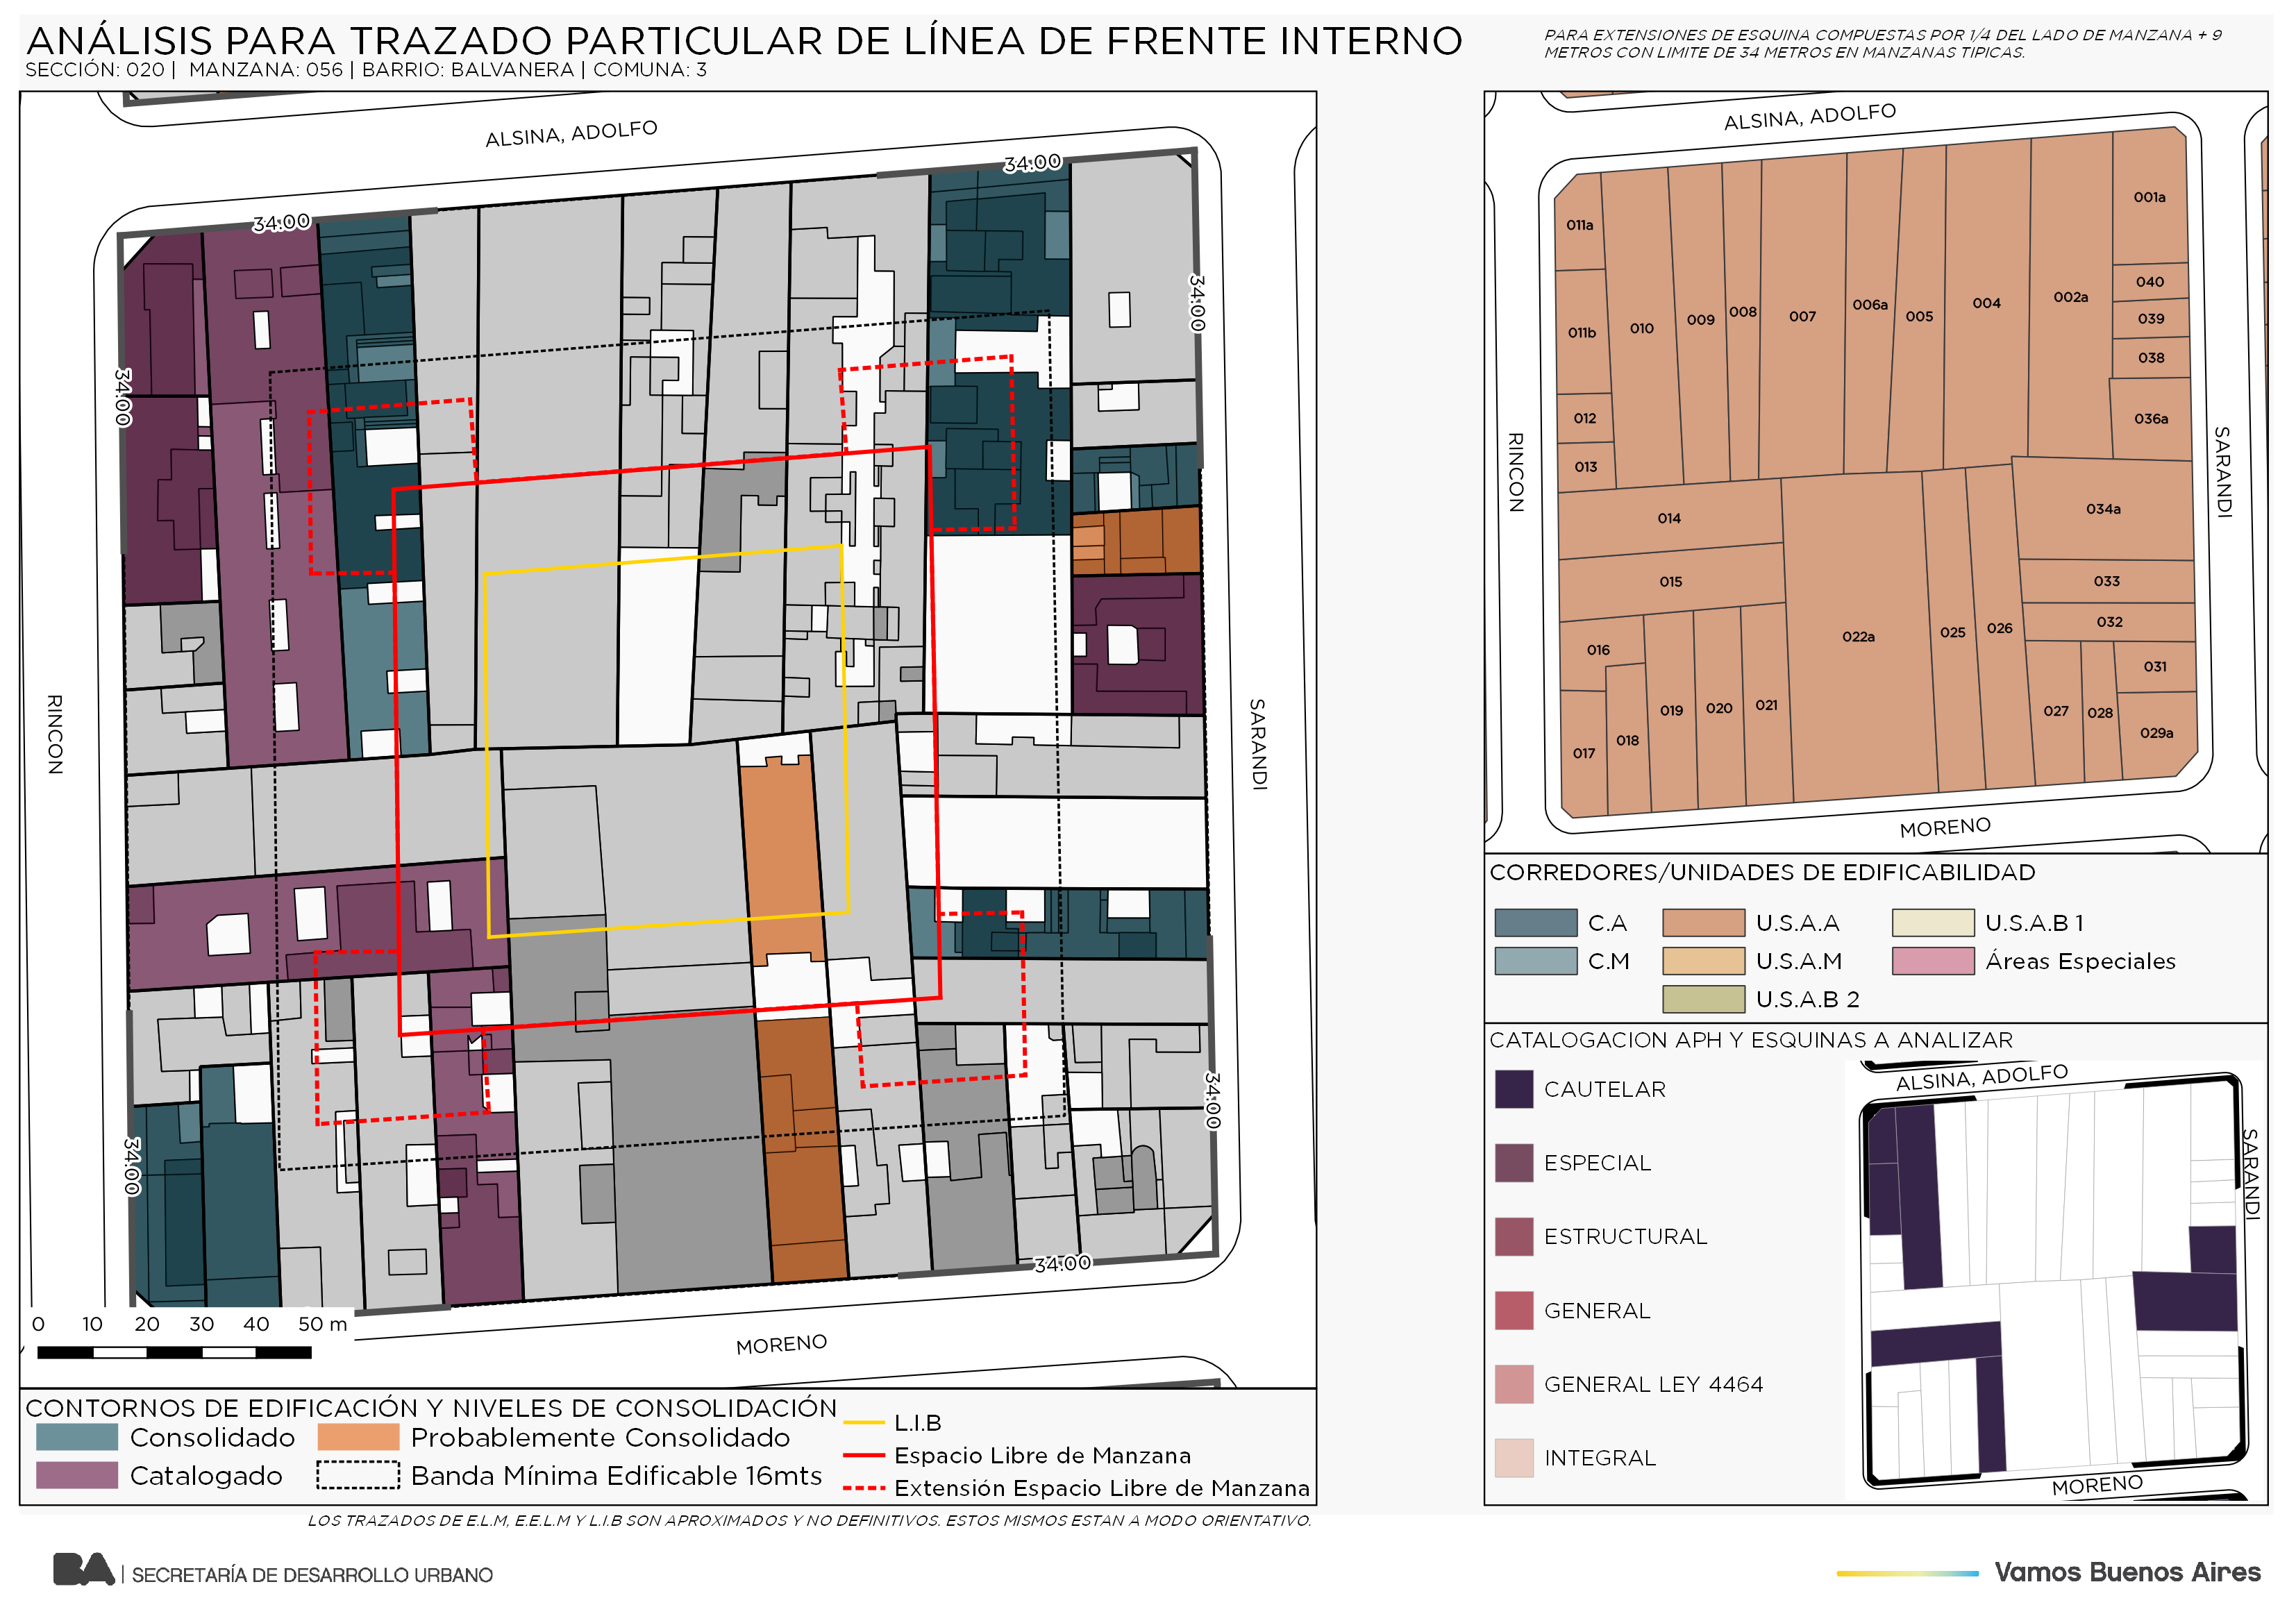 ANÁLISIS PARA TRAZADO PARTICULAR DE LÍNEA DE FRENTE INTERNO
SECCIÓN: 020 | MANZANA: 056 | BARRIO: BALVANERA | COMUNA: 3
PARA EXTENSIONES DE ESQUINA COMPUESTAS POR 1/4 DEL LADO DE MANZANA + 9
METROS CON LIMITE DE 34 METROS EN MANZANAS TIPICAS.
ALSINA, ADOLFO
34:00
34:00
34:00
34:00
RINCON
SARANDI
34:00
34:00
34:00
MORENO
0 10 20 30 40 50 m
CONTORNOS DE EDIFICACIÓN Y NIVELES DE CONSOLIDACIÓN
Consolidado
Probablemente Consolidado
Catalogado
Banda Mínima Edificable 16mts
L.I.B
Espacio Libre de Manzana
Extensión Espacio Libre de Manzana
LOS TRAZADOS DE E.L.M, E.E.L.M Y L.I.B SON APROXIMADOS Y NO DEFINITIVOS. ESTOS MISMOS ESTAN A MODO ORIENTATIVO.
ALSINA, ADOLFO
001a
011a
040
002a
004
006a
039
005
007
008
009
010
011b
038
012
036a
013
RINCON
SARANDI
034a
014
015
033
032
026
025
022a
016
031
021
020
019
027
028
029a
018
017
MORENO
CORREDORES/UNIDADES DE EDIFICABILIDAD
C.A
U.S.A.A
U.S.A.B 1
C.M
U.S.A.M
Áreas Especiales
U.S.A.B 2
CATALOGACION APH Y ESQUINAS A ANALIZAR
CAUTELAR
ESPECIAL
ESTRUCTURAL
GENERAL
GENERAL LEY 4464
INTEGRAL
ALSINA, ADOLFO
SARANDI
MORENO
BA | SECRETARÍA DE DESARROLLO URBANO
Vamos Buenos Aires